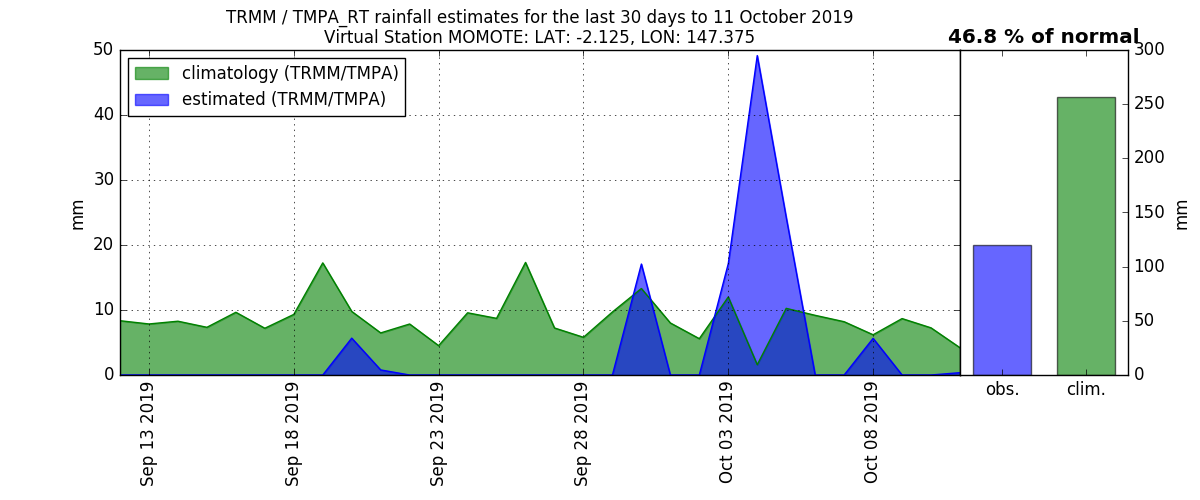 TRMM / TMPA_RT rainfall estimates for the last 30 days to 11 October 2019
Virtual Station MOMOTE: LAT: -2.125, LON: 147.375
46.8 % of normal
climatology (TRMM/TMPA)
estimated (TRMM/TMPA)
mm
50
40
30
20
10
0
Sep 13 2019
Sep 18 2019
Sep 23 2019
Sep 28 2019
Oct 03 2019
Oct 08 2019
obs.
clim.
300
250
200
150
100
50
0
mm